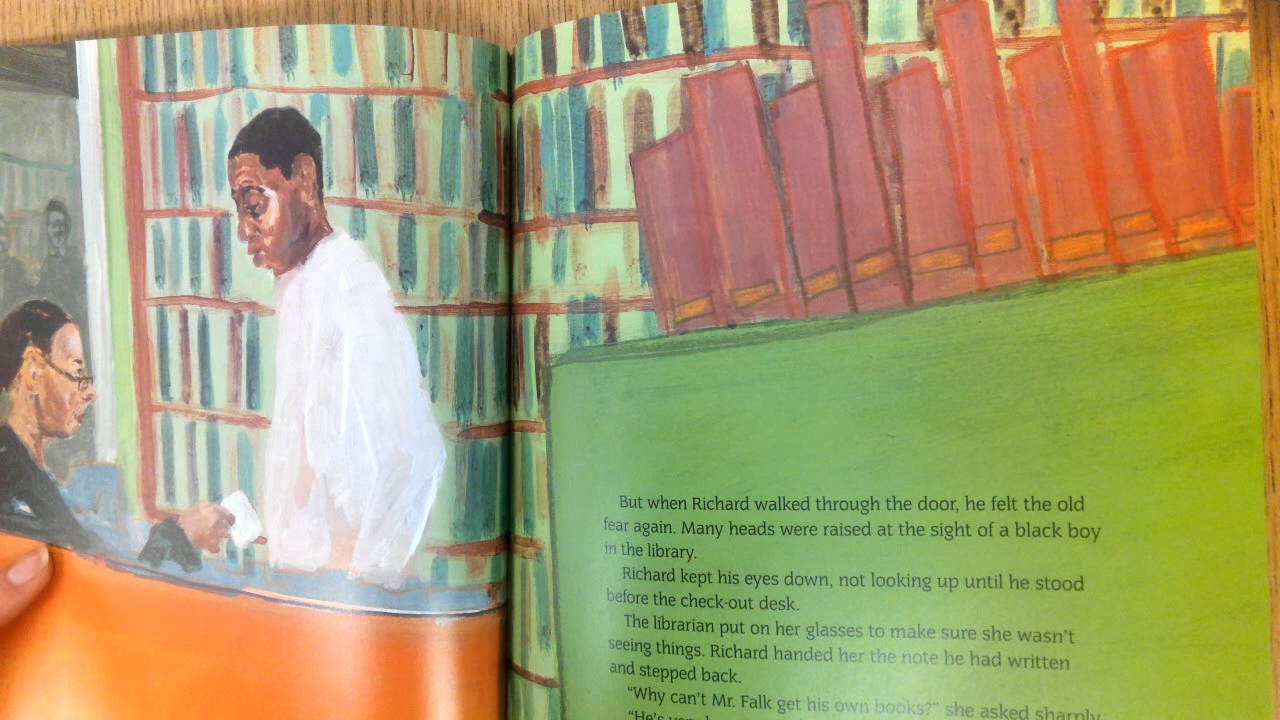 But when Richard walked through the door, he felt the old
fear again. Many heads were raised at the sight of a black boy
in the library.
Richard kept his eyes down, not looking up until he stood
before the check-out desk.
The librarian put on her glasses to make sure she wasn't
seeing things. Richard handed her the note he had written
and stepped back.
"Why can't Mr. Falk get his own books?" she asked sharply.
"He's very